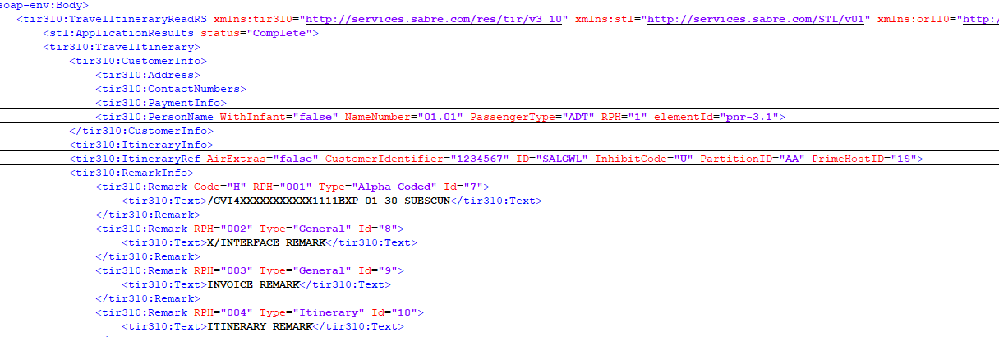 soap-env:Body>
<tir310:TravelItineraryReadRS xmlns:tir310="http://services.sabre.com/res/tir/v3_10" xmlns:stl="http://services.sabre.com/STL/v01" xmlns:or110="http:/
<stl:ApplicationResults status="Complete">
<tir310:TravelItinerary>
<tir310:CustomerInfo>
<tir310:Address>
<tir310:ContactNumbers>
<tir310:PaymentInfo>
<tir310:PersonName WithInfant="false" NameNumber="01.01" PassengerType="ADT" RPH="1" elementId="pnr-3.1">
</tir310:CustomerInfo>
<tir310:ItineraryInfo>
<tir310:ItineraryRef AirExtras="false" CustomerIdentifier="1234567" ID="SALGWL" InhibitCode="U" PartitionID="AA" PrimeHostID="1S">
<tir310:RemarkInfo>
<tir310:Remark Code="H" RPH="001" Type="Alpha-Coded" Id="7">
<tir310:Text>/GVI4XXXXXXXXXXX1111EXP 01 30-SUESCUN</tir310:Text>
</tir310:Remark>
<tir310:Remark RPH="002" Type="General" Id="8">
<tir310:Text>X/INTERFACE REMARK</tir310:Text>
</tir310:Remark>
<tir310:Remark RPH="003" Type="General" Id="9">
<tir310:Text>INVOICE REMARK</tir310:Text>
</tir310:Remark>
<tir310:Remark RPH="004" Type="Itinerary" Id="10">
<tir310:Text>ITINERARY REMARK</tir310:Text>